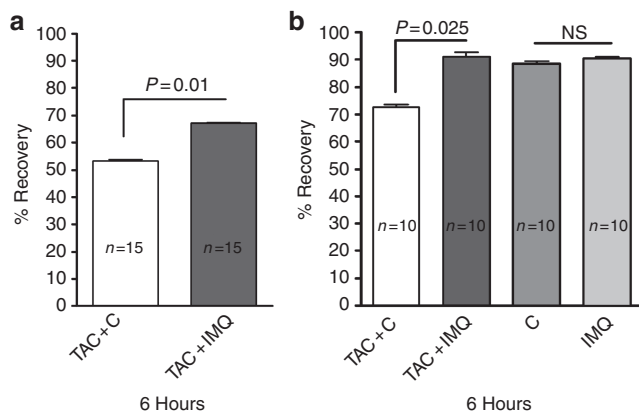 a
P=0.01
% Recovery
100
90
80
70
60
50
40
30
20
10
0
n=15
n=15
TAC+C
TAC+IMQ
6 Hours
b
P=0.025
NS
% Recovery
100
90
80
70
60
50
40
30
20
10
0
n=10
n=10
n=10
n=10
TAC+C
TAC+IMQ
C
IMQ
6 Hours